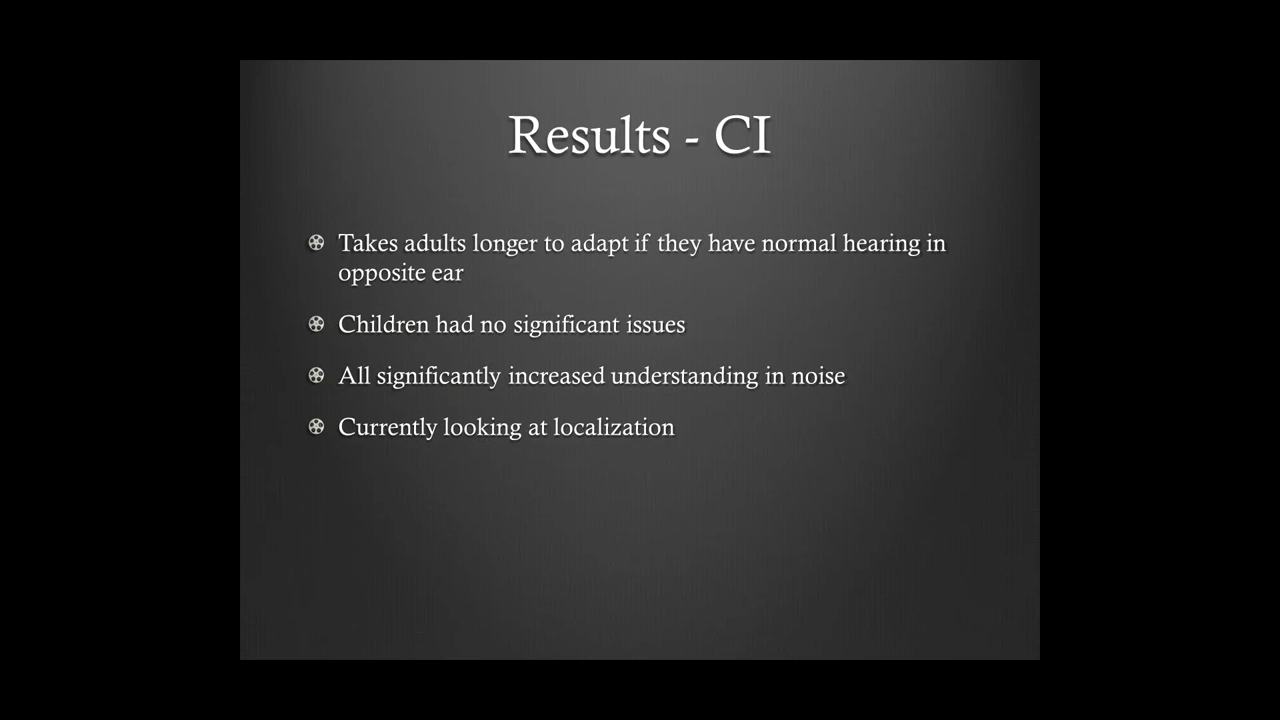 Results - CI
Takes adults longer to adapt if they have normal hearing in
opposite ear
Children had no significant issues
All significantly increased understanding in noise
Currently looking at localization